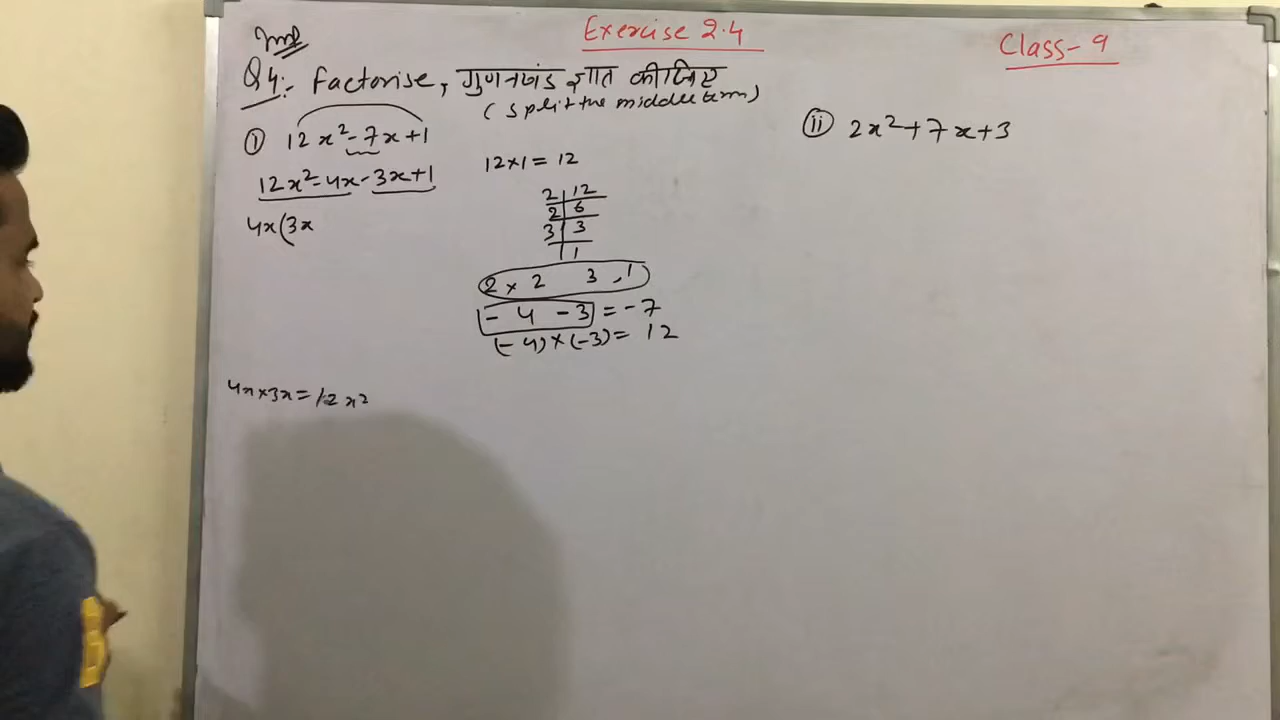 Exercise 2.4
Class-9
Imp
Q4:- Factorise, गुणनखंड ज्ञात कीजिए
(Split the middle term)
(i) 12x²-7x+1
12x²-4x-3x+1
4x(3x
12×1=12
2|12
2|6
3|3
|1
2×2 3,1
-4-3=-7
(-4)×(-3)=12
4x×3x=12x²
(ii) 2x²+7x+3